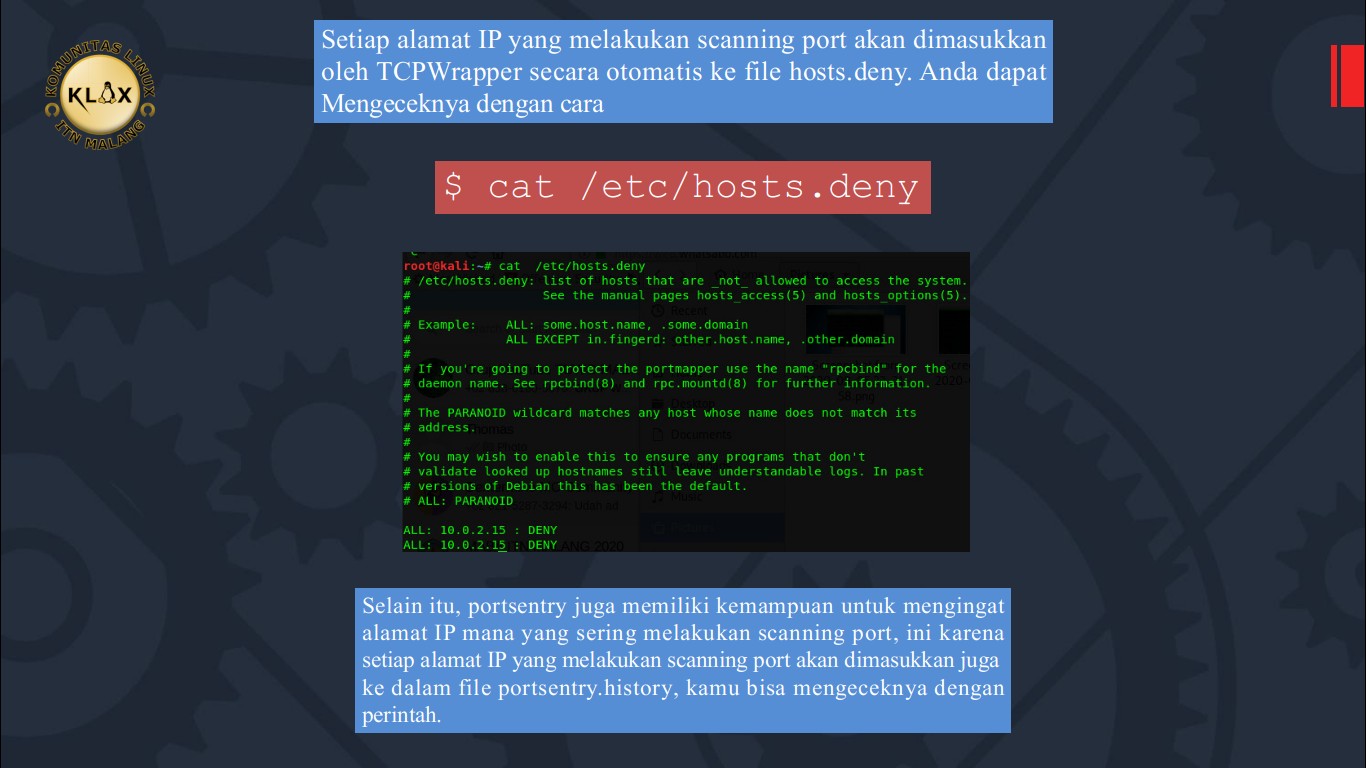 KOMUNITAS LINUX
KLAX
ITN MALANG
Setiap alamat IP yang melakukan scanning port akan dimasukkan
oleh TCPWrapper secara otomatis ke file hosts.deny. Anda dapat
Mengeceknya dengan cara
$ cat /etc/hosts.deny
root@kali:~# cat  /etc/hosts.deny
# /etc/hosts.deny: list of hosts that are _not_ allowed to access the system.
#                  See the manual pages hosts_access(5) and hosts_options(5).
#
# Example:    ALL: some.host.name, .some.domain
#             ALL EXCEPT in.fingerd: other.host.name, .other.domain
#
# If you're going to protect the portmapper use the name "rpcbind" for the
# daemon name. See rpcbind(8) and rpc.mountd(8) for further information.
#
# The PARANOID wildcard matches any host whose name does not match its
# address.
#
# You may wish to enable this to ensure any programs that don't
# validate looked up hostnames still leave understandable logs. In past
# versions of Debian this has been the default.
# ALL: PARANOID
ALL: 10.0.2.15 : DENY
ALL: 10.0.2.15 : DENY
Recent
Desktop
Documents
Music
Selain itu, portsentry juga memiliki kemampuan untuk mengingat
alamat IP mana yang sering melakukan scanning port, ini karena
setiap alamat IP yang melakukan scanning port akan dimasukkan juga
ke dalam file portsentry.history, kamu bisa mengeceknya dengan
perintah.